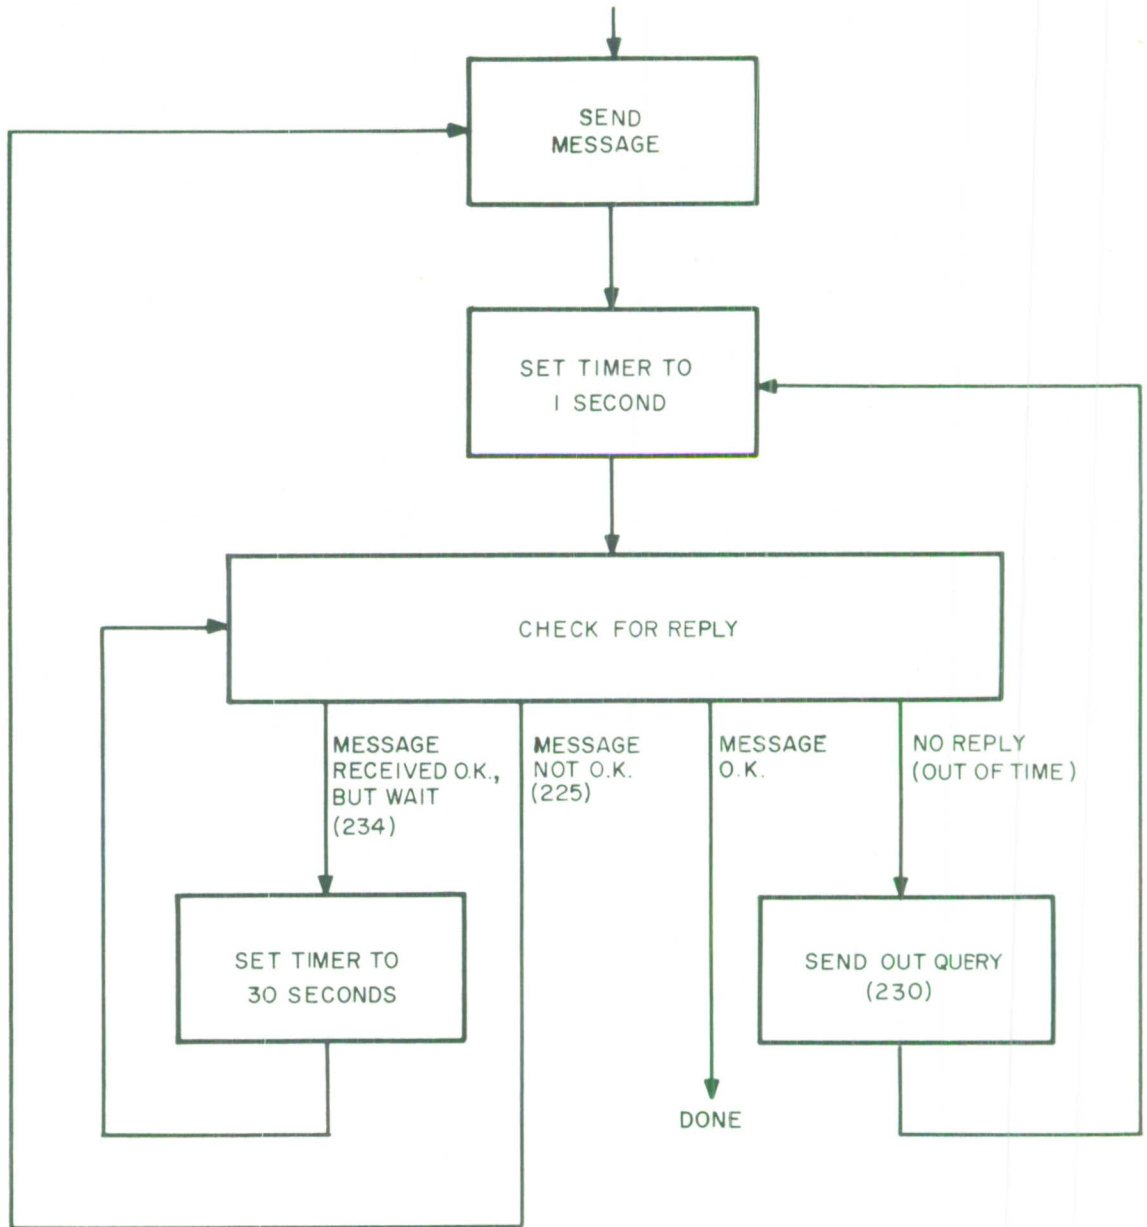 SEND
MESSAGE
SET TIMER TO
1 SECOND
CHECK FOR REPLY
MESSAGE
RECEIVED O.K.,
BUT WAIT
(234)
MESSAGE
NOT O.K.
(225)
MESSAGE
O.K.
NO REPLY
(OUT OF TIME)
SET TIMER TO
30 SECONDS
SEND OUT QUERY
(230)
DONE